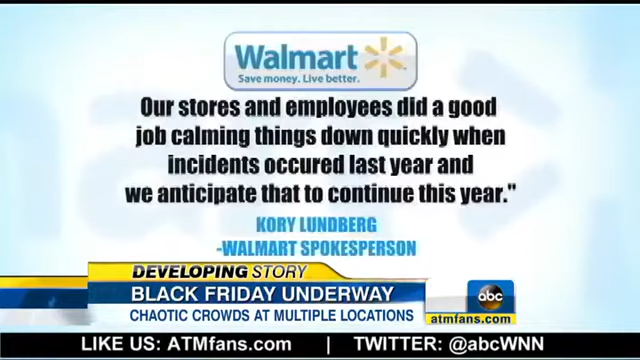 Walmart
Save money. Live better.
Our stores and employees did a good
job calming things down quickly when
incidents occured last year and
we anticipate that to continue this year."
KORY LUNDBERG
-WALMART SPOKESPERSON
DEVELOPING STORY
BLACK FRIDAY UNDERWAY
CHAOTIC CROWDS AT MULTIPLE LOCATIONS
abc
atmfans.com
LIKE US: ATMfans.com | TWITTER: @abcWNN